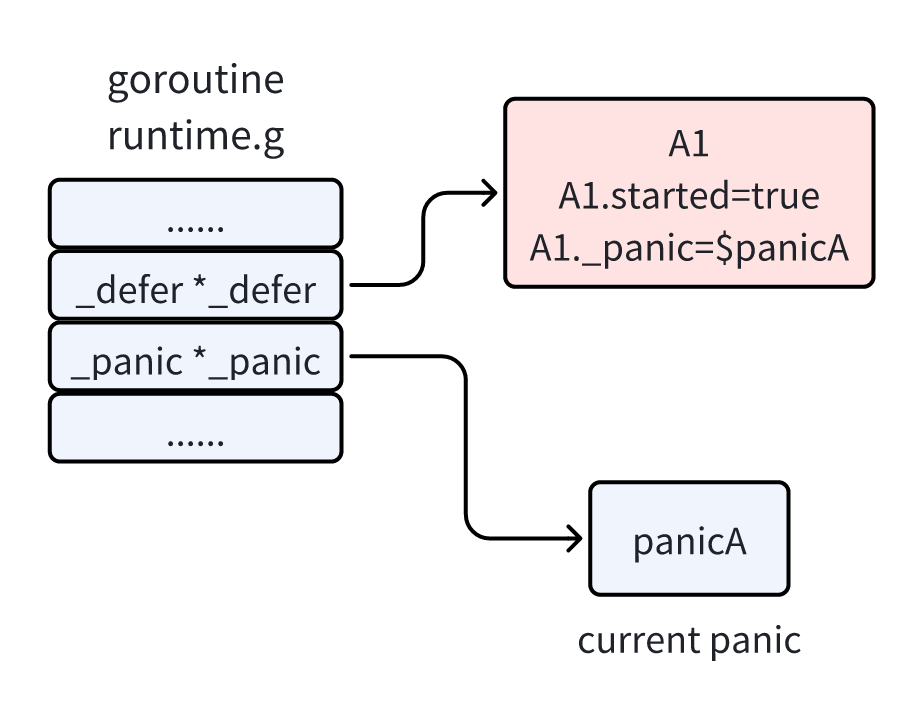 goroutine
runtime.g
......
_defer *_defer
_panic *_panic
......
A1
A1.started=true
A1._panic=$panicA
panicA
current panic